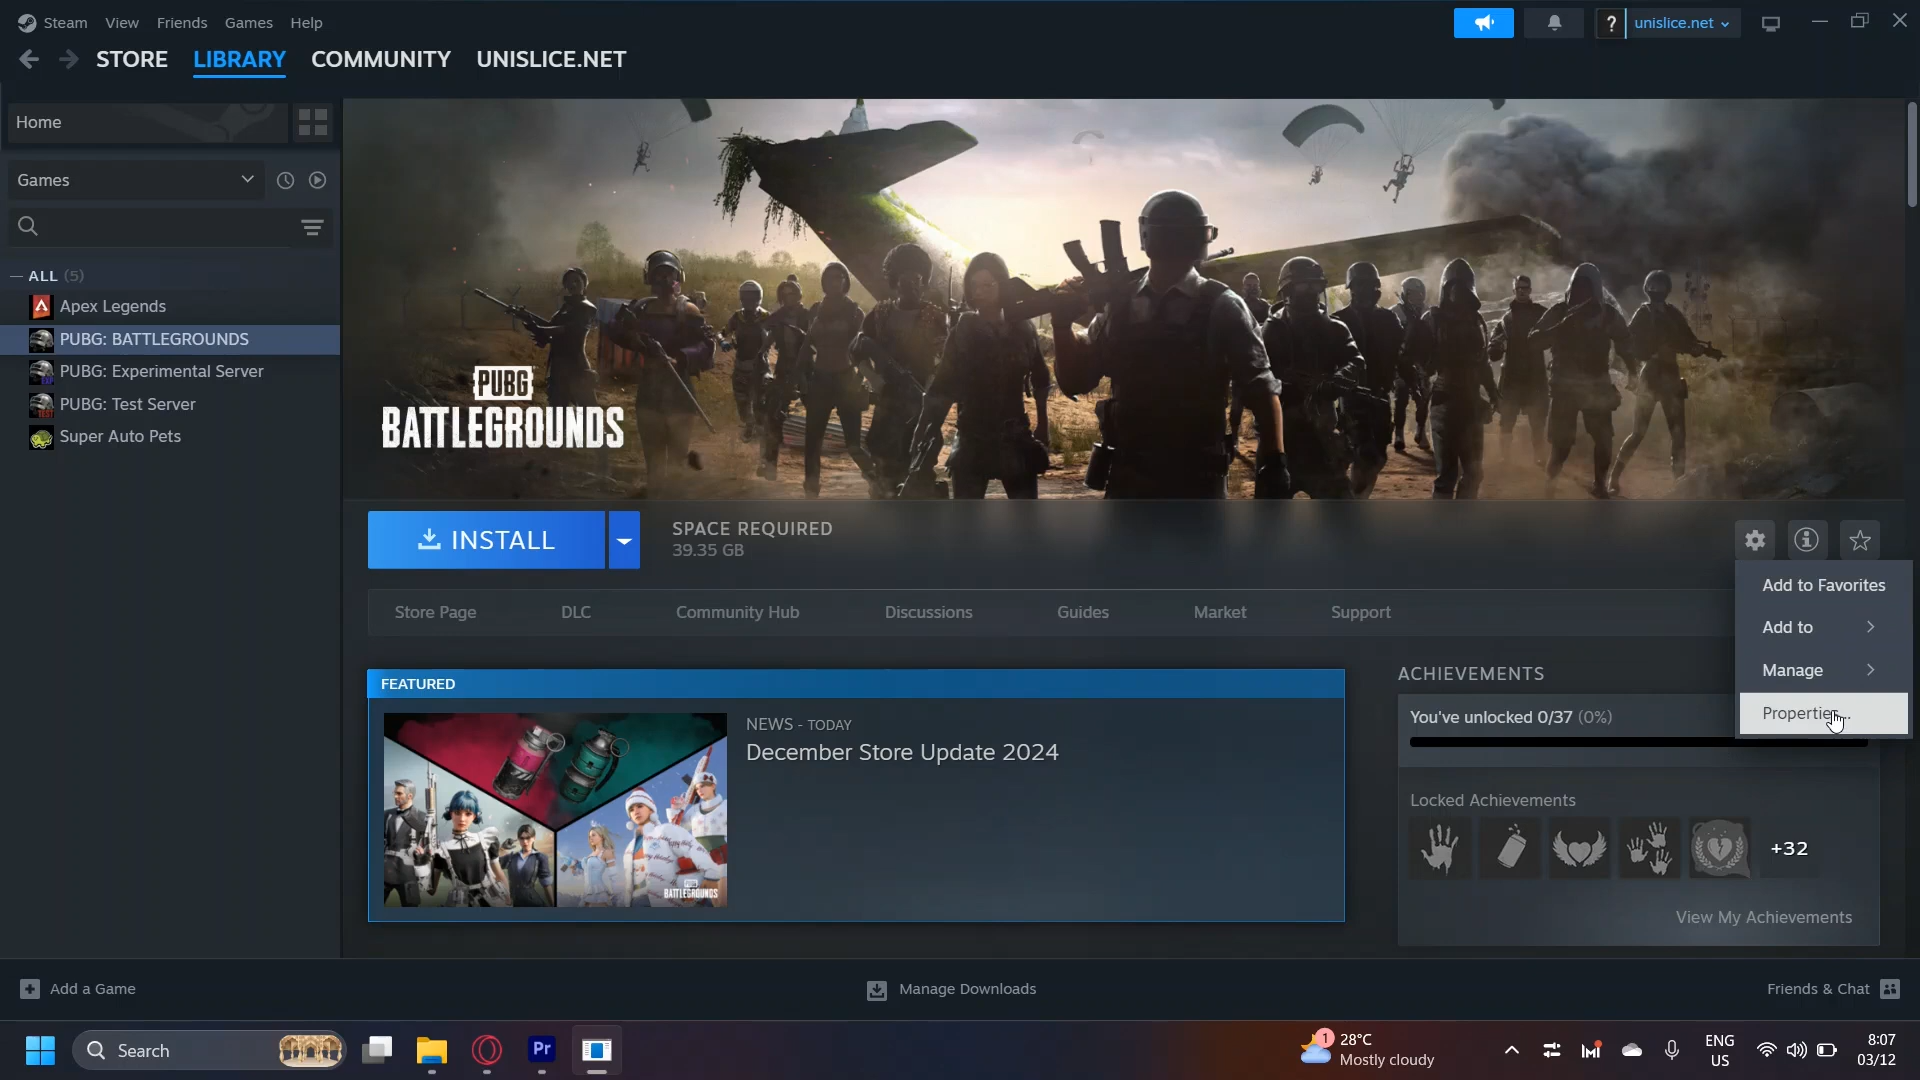 Steam View Friends Games Help
? unislice.net
STORE LIBRARY COMMUNITY UNISLICE.NET
Home
Games
— ALL (5)
Apex Legends
PUBG: BATTLEGROUNDS
PUBG: Experimental Server
PUBG: Test Server
Super Auto Pets
PUBG
BATTLEGROUNDS
INSTALL
SPACE REQUIRED
39.35 GB
Add to Favorites
Add to
Manage
Properties...
Store Page DLC Community Hub Discussions Guides Market Support
FEATURED
NEWS - TODAY
December Store Update 2024
BATTLEGROUNDS
ACHIEVEMENTS
You've unlocked 0/37 (0%)
Locked Achievements
+32
View My Achievements
Add a Game
Manage Downloads
Friends & Chat
Search
Pr
1
28°C
Mostly cloudy
ENG
US
8:07
03/12